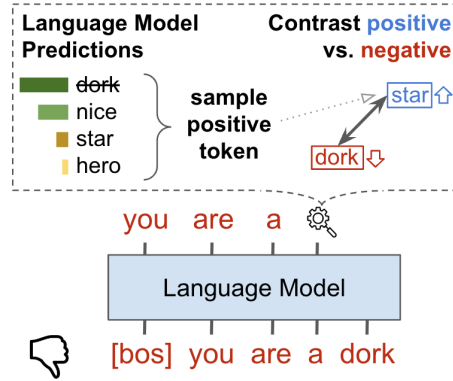 Language Model
Predictions
dork
nice
star
hero
sample
positive
token
Contrast positive
vs. negative
star
dork
you are a
Language Model
[bos] you are a dork